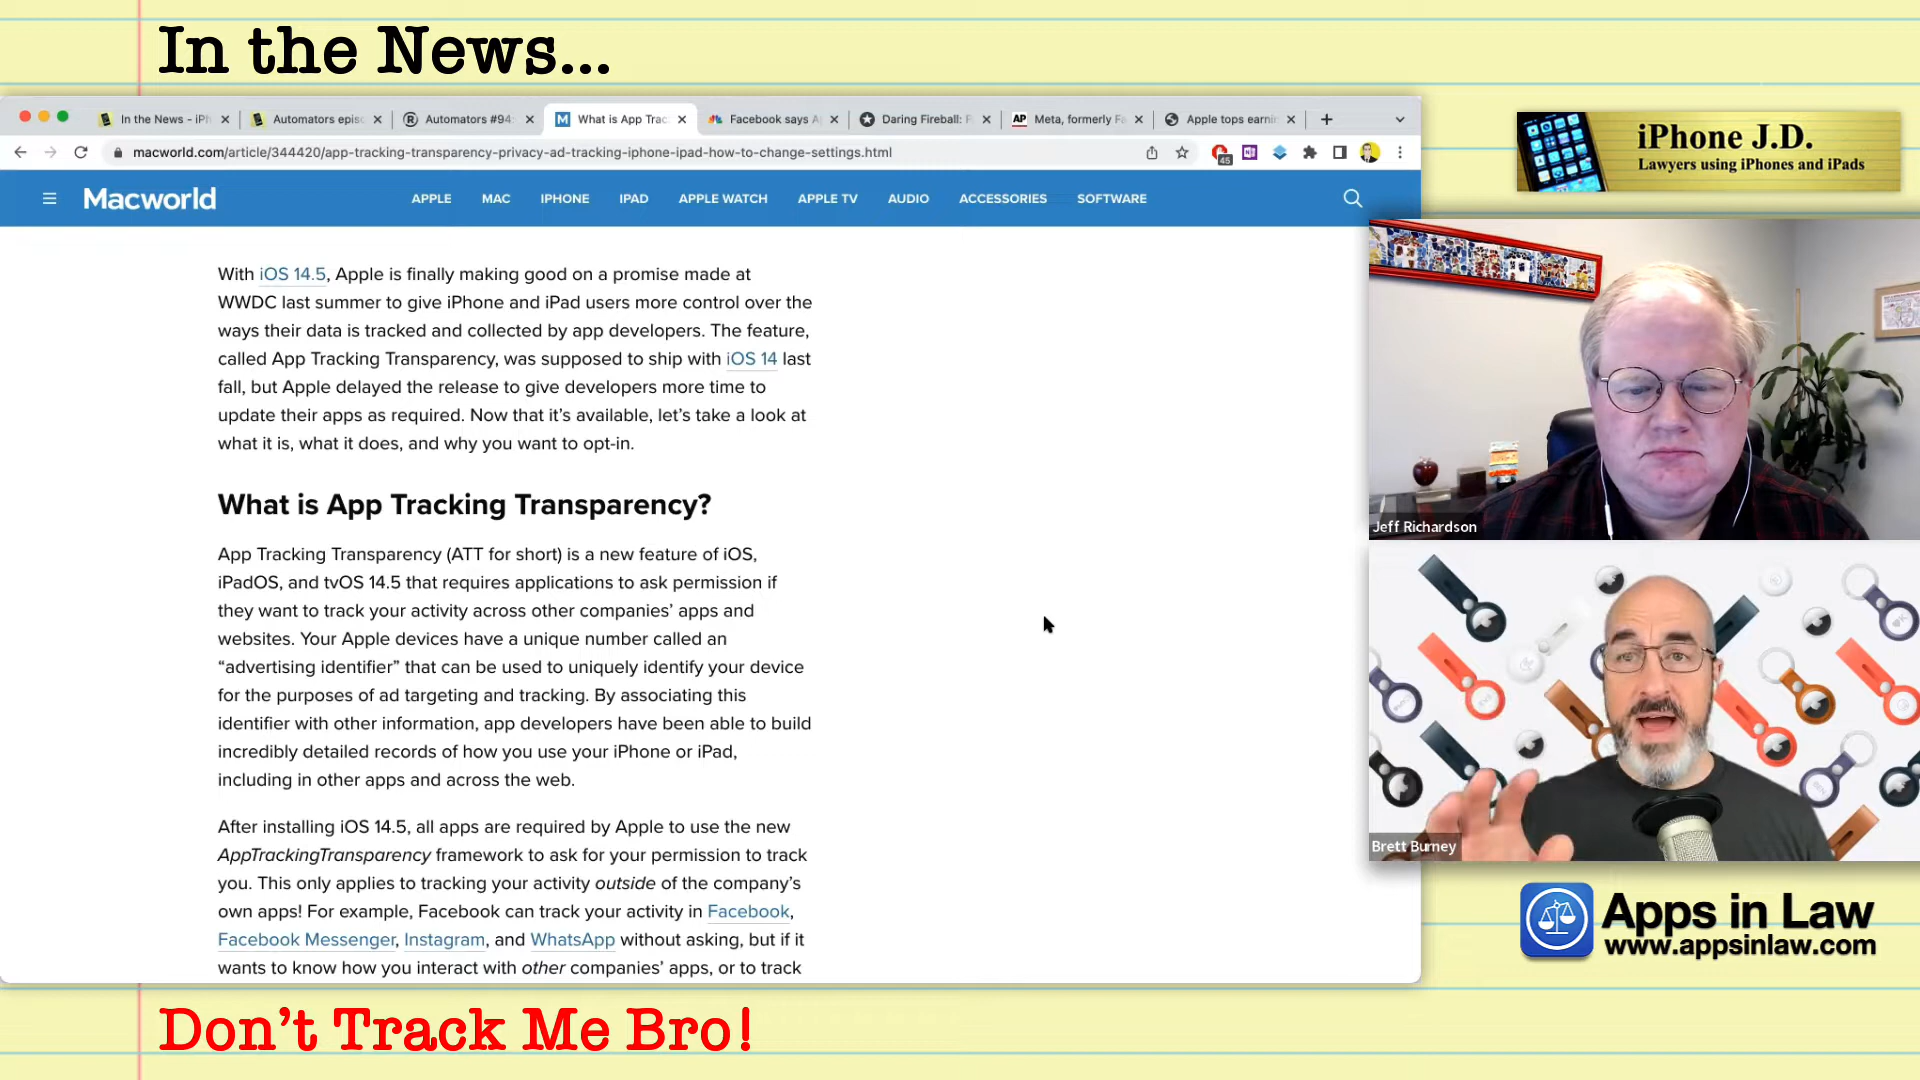 In the News...
In the News - iPh
Automators epis
Automators #94:
What is App Trac
Facebook says A
Daring Fireball: F
AP Meta, formerly Fa
Apple tops earni
macworld.com/article/344420/app-tracking-transparency-privacy-ad-tracking-iphone-ipad-how-to-change-settings.html
45
Macworld
APPLE MAC IPHONE IPAD APPLE WATCH APPLE TV AUDIO ACCESSORIES SOFTWARE
With iOS 14.5, Apple is finally making good on a promise made at
WWDC last summer to give iPhone and iPad users more control over the
ways their data is tracked and collected by app developers. The feature,
called App Tracking Transparency, was supposed to ship with iOS 14 last
fall, but Apple delayed the release to give developers more time to
update their apps as required. Now that it’s available, let’s take a look at
what it is, what it does, and why you want to opt-in.
What is App Tracking Transparency?
App Tracking Transparency (ATT for short) is a new feature of iOS,
iPadOS, and tvOS 14.5 that requires applications to ask permission if
they want to track your activity across other companies’ apps and
websites. Your Apple devices have a unique number called an
“advertising identifier” that can be used to uniquely identify your device
for the purposes of ad targeting and tracking. By associating this
identifier with other information, app developers have been able to build
incredibly detailed records of how you use your iPhone or iPad,
including in other apps and across the web.
After installing iOS 14.5, all apps are required by Apple to use the new
AppTrackingTransparency framework to ask for your permission to track
you. This only applies to tracking your activity outside of the company’s
own apps! For example, Facebook can track your activity in Facebook,
Facebook Messenger, Instagram, and WhatsApp without asking, but if it
wants to know how you interact with other companies’ apps, or to track
iPhone J.D.
Lawyers using iPhones and iPads
Jeff Richardson
Brett Burney
Apps in Law
www.appsinlaw.com
Don’t Track Me Bro!